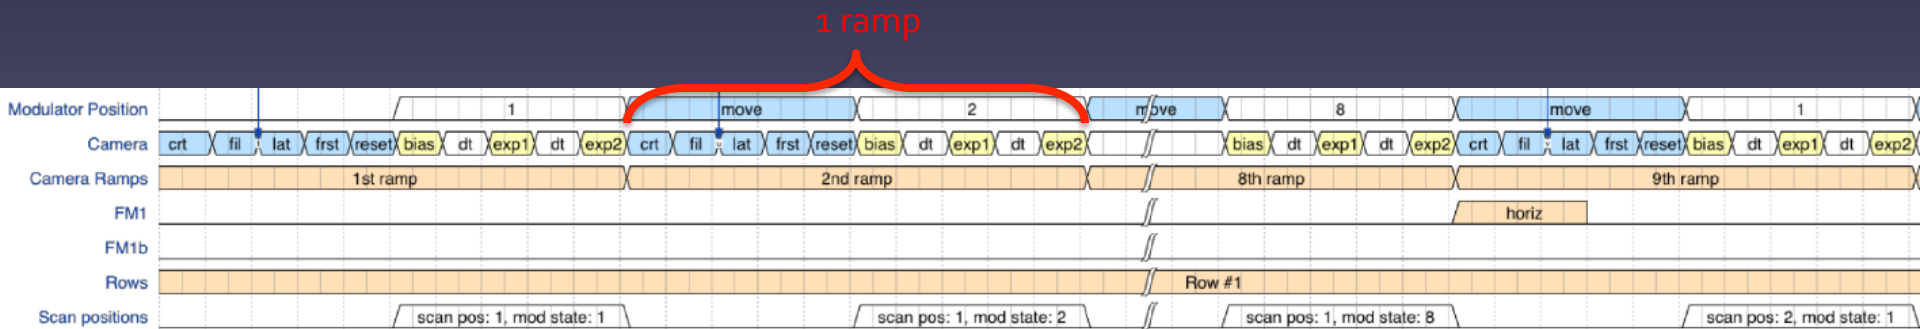 1 ramp
Modulator Position 1 move 2 move 8 move 1
Camera crt fil lat frst reset bias dt exp1 dt exp2 crt fil lat frst reset bias dt exp1 dt exp2 bias dt exp1 dt exp2 crt fil lat frst reset bias dt exp1 dt exp2
Camera Ramps 1st ramp 2nd ramp 8th ramp 9th ramp
FM1 horiz
FM1b
Rows Row #1
Scan positions scan pos: 1, mod state: 1 scan pos: 1, mod state: 2 scan pos: 1, mod state: 8 scan pos: 2, mod state: 1